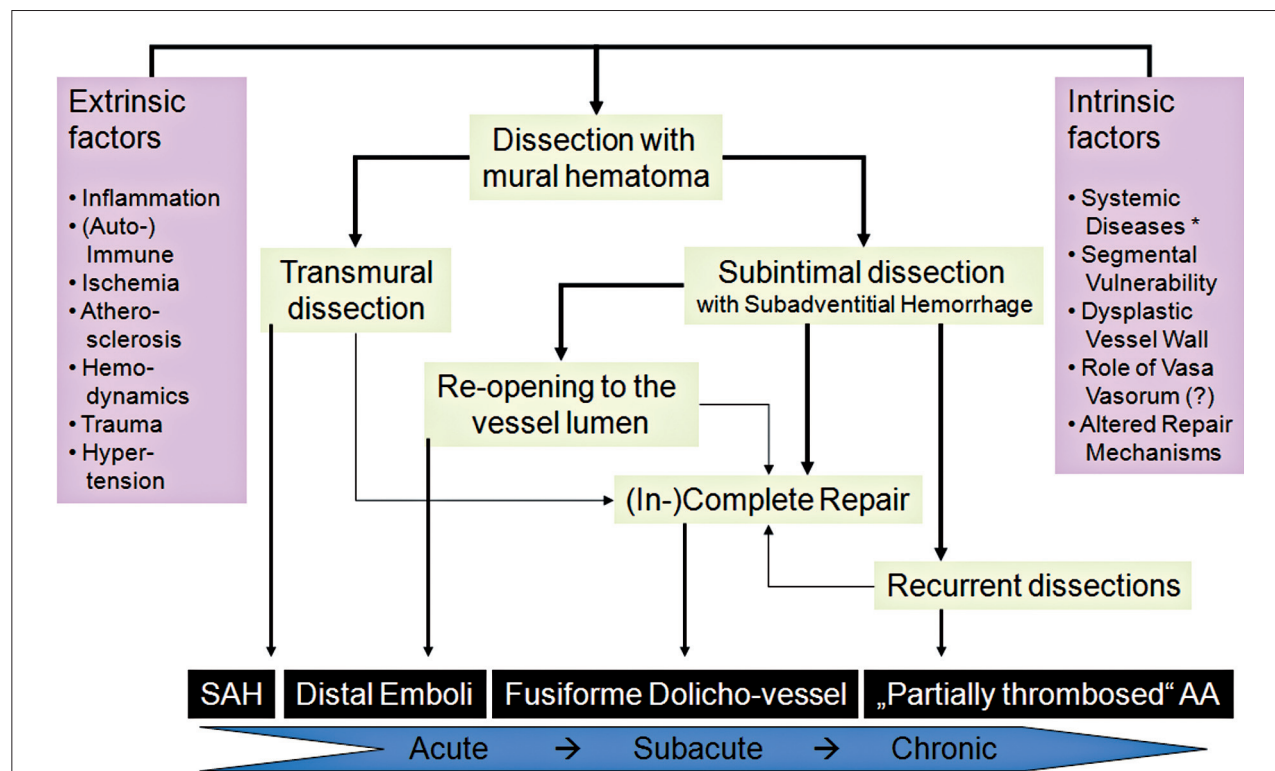 Extrinsic
factors
• Inflammation
• (Auto-)
Immune
• Ischemia
• Athero-
sclerosis
• Hemo-
dynamics
• Trauma
• Hyper-
tension
Dissection with
mural hematoma
Transmural
dissection
Subintimal dissection
with Subadventitial Hemorrhage
Re-opening to the
vessel lumen
(In-)Complete Repair
Recurrent dissections
Intrinsic
factors
• Systemic
Diseases *
• Segmental
Vulnerability
• Dysplastic
Vessel Wall
• Role of Vasa
Vasorum (?)
• Altered Repair
Mechanisms
SAH
Distal Emboli
Fusiforme Dolicho-vessel
„Partially thrombosed“ AA
Acute → Subacute → Chronic